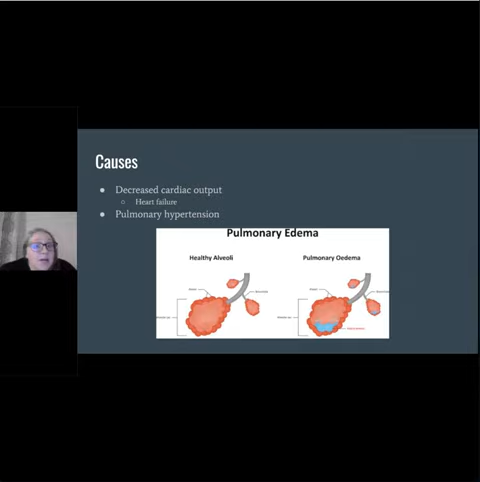 Causes
Decreased cardiac output
Heart failure
Pulmonary hypertension
Pulmonary Edema
Healthy Alveoli
Pulmonary Oedema